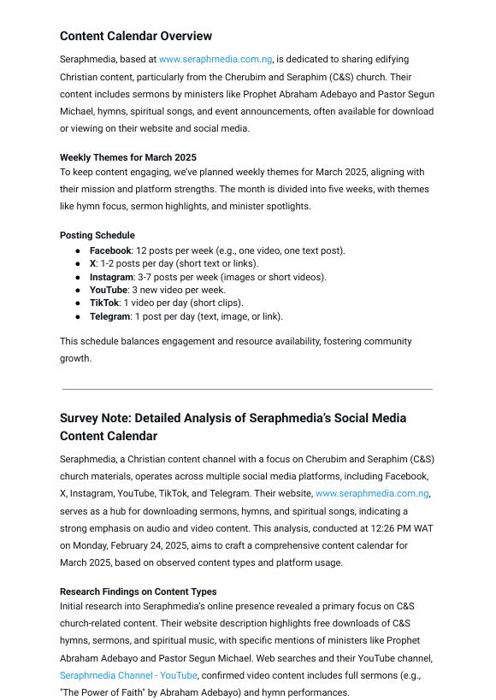 Content Calendar Overview
Seraphmedia, based at www.seraphmedia.com.ng, is dedicated to sharing edifying
Christian content, particularly from the Cherubim and Seraphim (C&S) church. Their
content includes sermons by ministers like Prophet Abraham Adebayo and Pastor Segun
Michael, hymns, spiritual songs, and event announcements, often available for download
or viewing on their website and social media.
Weekly Themes for March 2025
To keep content engaging, we've planned weekly themes for March 2025, aligning with
their mission and platform strengths. The month is divided into five weeks, with themes
like hymn focus, sermon highlights, and minister spotlights.
Posting Schedule
● Facebook: 12 posts per week (e.g., one video, one text post).
● X: 1-2 posts per day (short text or links).
● Instagram: 3-7 posts per week (images or short videos).
● YouTube: 3 new video per week.
● TikTok: 1 video per day (short clips).
● Telegram: 1 post per day (text, image, or link).
This schedule balances engagement and resource availability, fostering community
growth.
Survey Note: Detailed Analysis of Seraphmedia's Social Media
Content Calendar
Seraphmedia, a Christian content channel with a focus on Cherubim and Seraphim (C&S)
church materials, operates across multiple social media platforms, including Facebook,
X, Instagram, YouTube, TikTok, and Telegram. Their website, www.seraphmedia.com.ng,
serves as a hub for downloading sermons, hymns, and spiritual songs, indicating a
strong emphasis on audio and video content. This analysis, conducted at 12:26 PM WAT
on Monday, February 24, 2025, aims to craft a comprehensive content calendar for
March 2025, based on observed content types and platform usage.
Research Findings on Content Types
Initial research into Seraphmedia's online presence revealed a primary focus on C&S
church-related content. Their website description highlights free downloads of C&S
hymns, sermons, and spiritual music, with specific mentions of ministers like Prophet
Abraham Adebayo and Pastor Segun Michael. Web searches and their YouTube channel,
Seraphmedia Channel - YouTube, confirmed video content includes full sermons (e.g.,
"The Power of Faith" by Abraham Adebayo) and hymn performances.